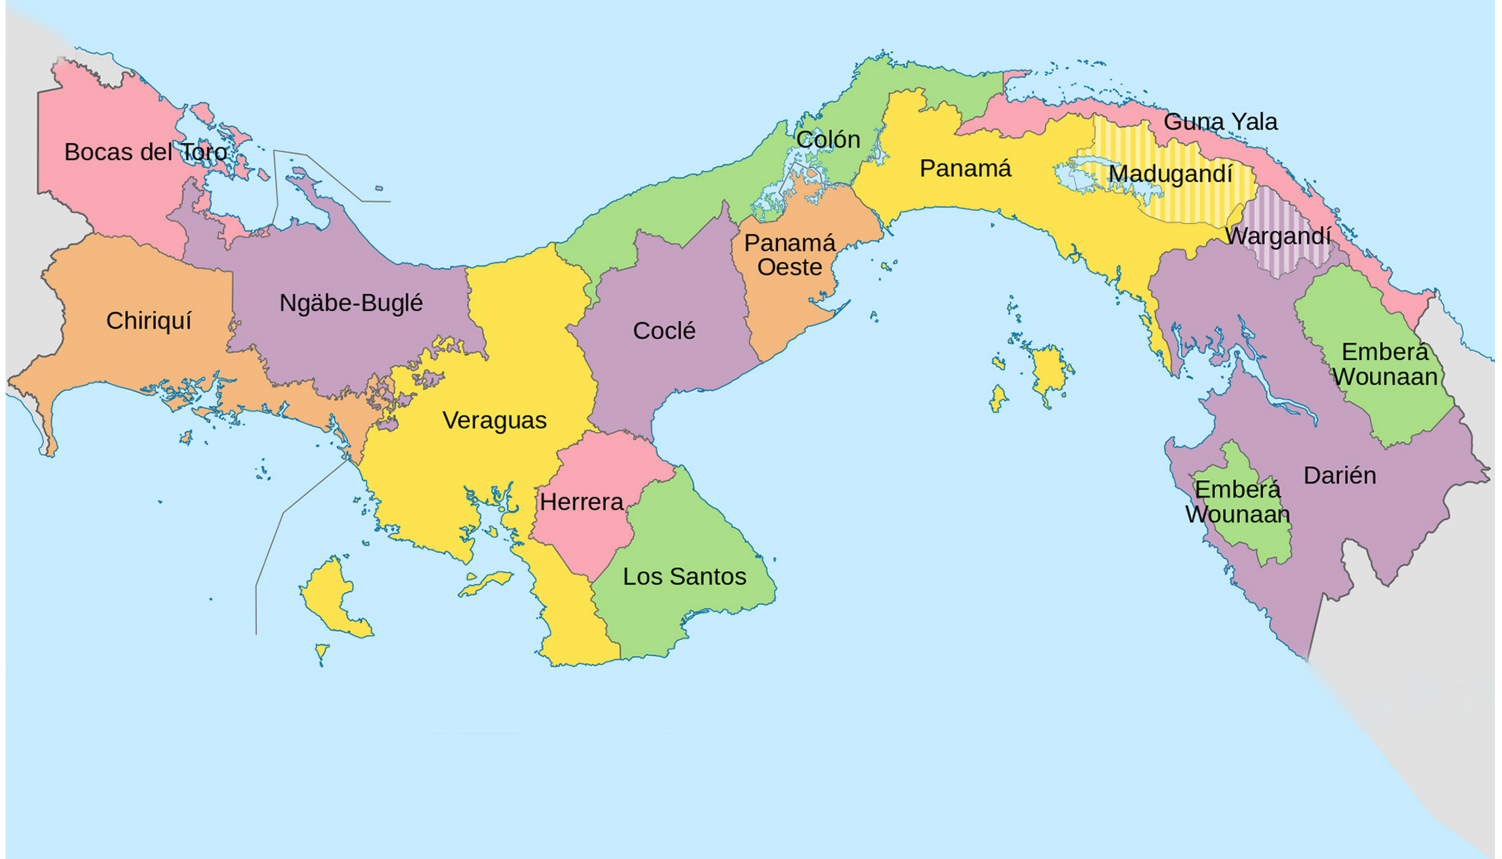 Bocas del Toro
Colón
Guna Yala
Panamá
Madugandí
Wargandí
Panamá
Oeste
Ngäbe-Buglé
Chiriquí
Coclé
Emberá
Wounaan
Veraguas
Darién
Emberá
Wounaan
Herrera
Los Santos